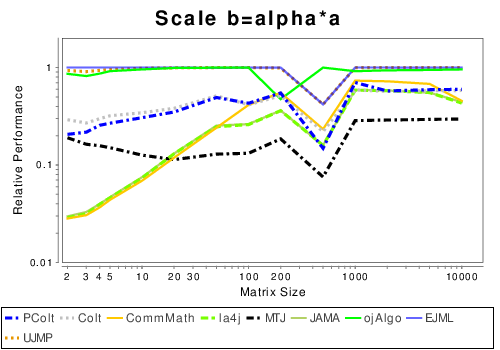 Scale b=alpha*a
Relative Performance
1
0.1
0.01
2 3 4 5 10 20 30 100 200 1000 10000
Matrix Size
PColt Colt CommMath la4j MTJ JAMA ojAlgo EJML
UJMP